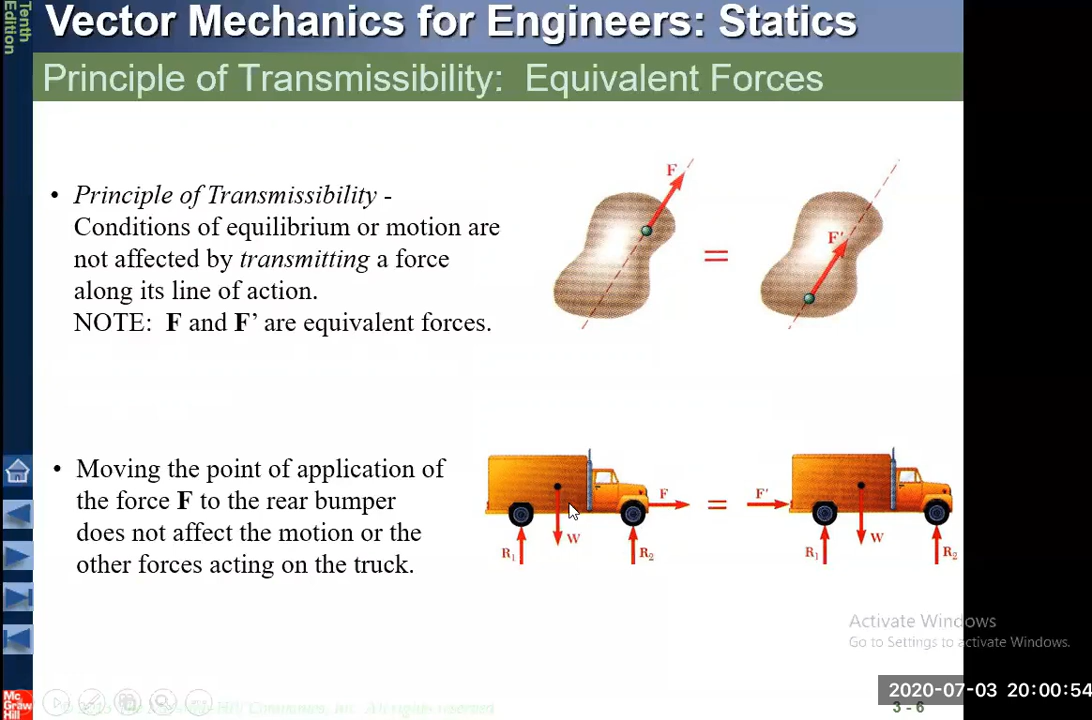 Tenth
Edition
Vector Mechanics for Engineers: Statics
Principle of Transmissibility: Equivalent Forces
• Principle of Transmissibility -
Conditions of equilibrium or motion are
not affected by transmitting a force
along its line of action.
NOTE: F and F’ are equivalent forces.
F
=
F'
• Moving the point of application of
the force F to the rear bumper
does not affect the motion or the
other forces acting on the truck.
F
W
R1
R2
=
F'
W
R1
R2
Activate Windows
Go to Settings to activate Windows.
2020-07-03 20:00:54
Mc
Graw
Hill
All rights reserved
3 - 6